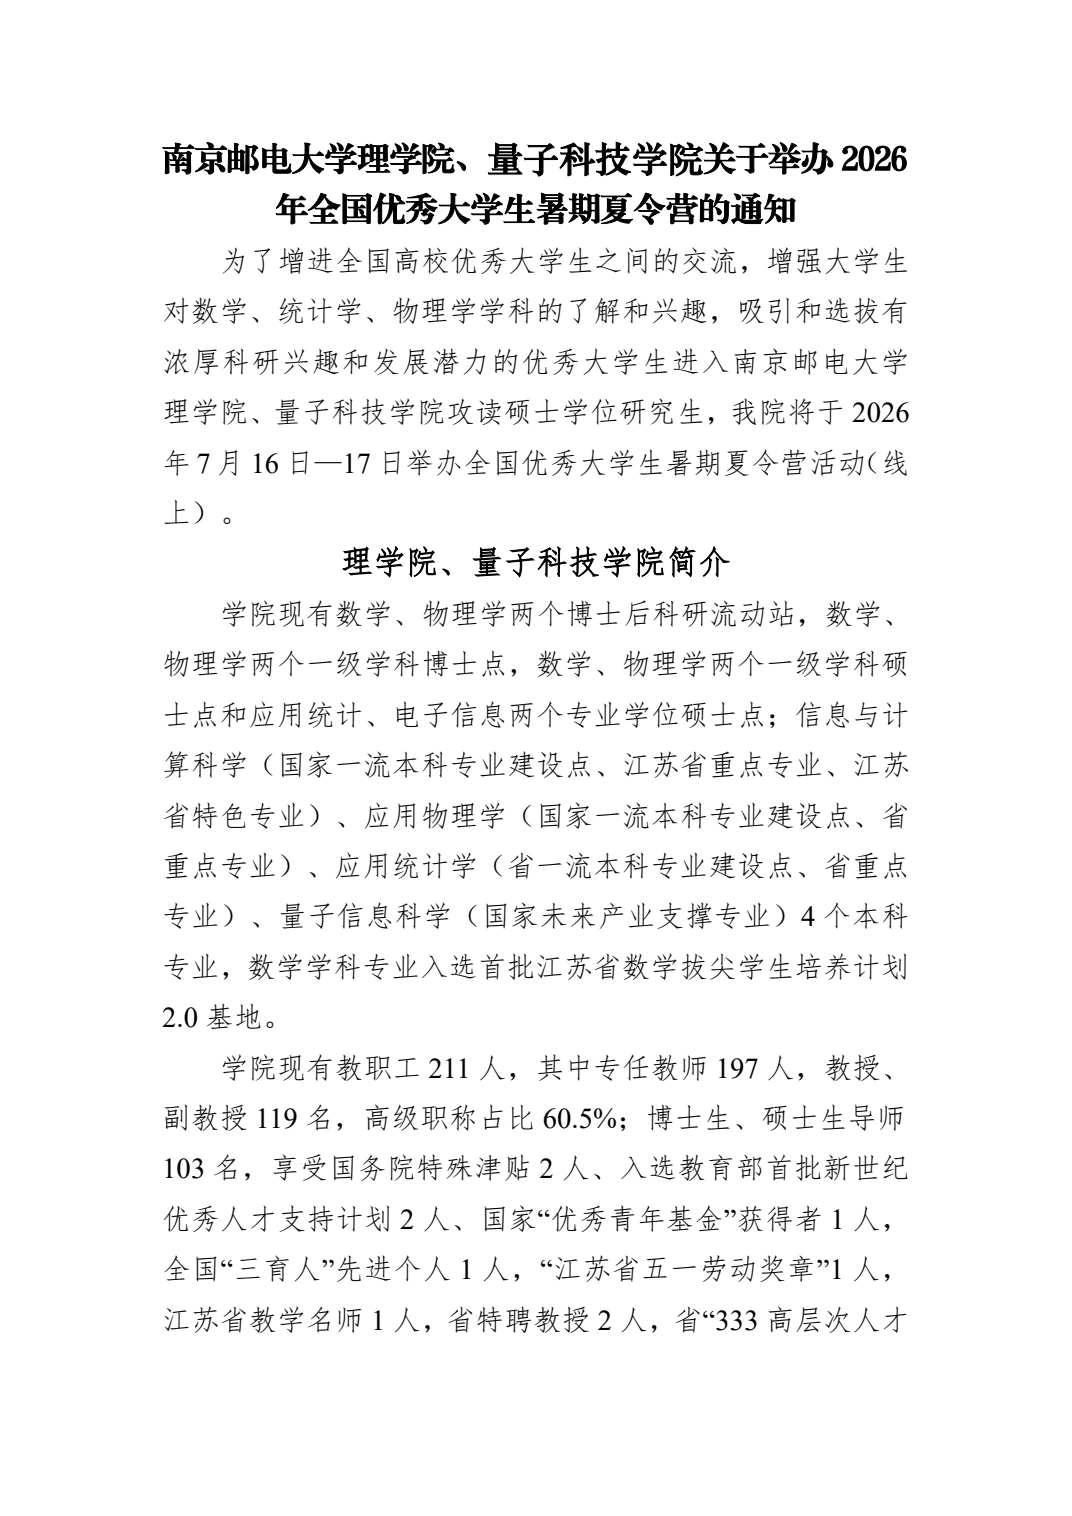 南京邮电大学理学院、量子科技学院关于举办 2026
年全国优秀大学生暑期夏令营的通知
为了增进全国高校优秀大学生之间的交流，增强大学生
对数学、统计学、物理学学科的了解和兴趣，吸引和选拔有
浓厚科研兴趣和发展潜力的优秀大学生进入南京邮电大学
理学院、量子科技学院攻读硕士学位研究生，我院将于 2026
年 7 月 16 日—17 日举办全国优秀大学生暑期夏令营活动（线
上）。
理学院、量子科技学院简介
学院现有数学、物理学两个博士后科研流动站，数学、
物理学两个一级学科博士点，数学、物理学两个一级学科硕
士点和应用统计、电子信息两个专业学位硕士点；信息与计
算科学（国家一流本科专业建设点、江苏省重点专业、江苏
省特色专业）、应用物理学（国家一流本科专业建设点、省
重点专业）、应用统计学（省一流本科专业建设点、省重点
专业）、量子信息科学（国家未来产业支撑专业）4 个本科
专业，数学学科专业入选首批江苏省数学拔尖学生培养计划
2.0 基地。
学院现有教职工 211 人，其中专任教师 197 人，教授、
副教授 119 名，高级职称占比 60.5%；博士生、硕士生导师
103 名，享受国务院特殊津贴 2 人、入选教育部首批新世纪
优秀人才支持计划 2 人、国家“优秀青年基金”获得者 1 人，
全国“三育人”先进个人 1 人，“江苏省五一劳动奖章”1 人，
江苏省教学名师 1 人，省特聘教授 2 人，省“333 高层次人才